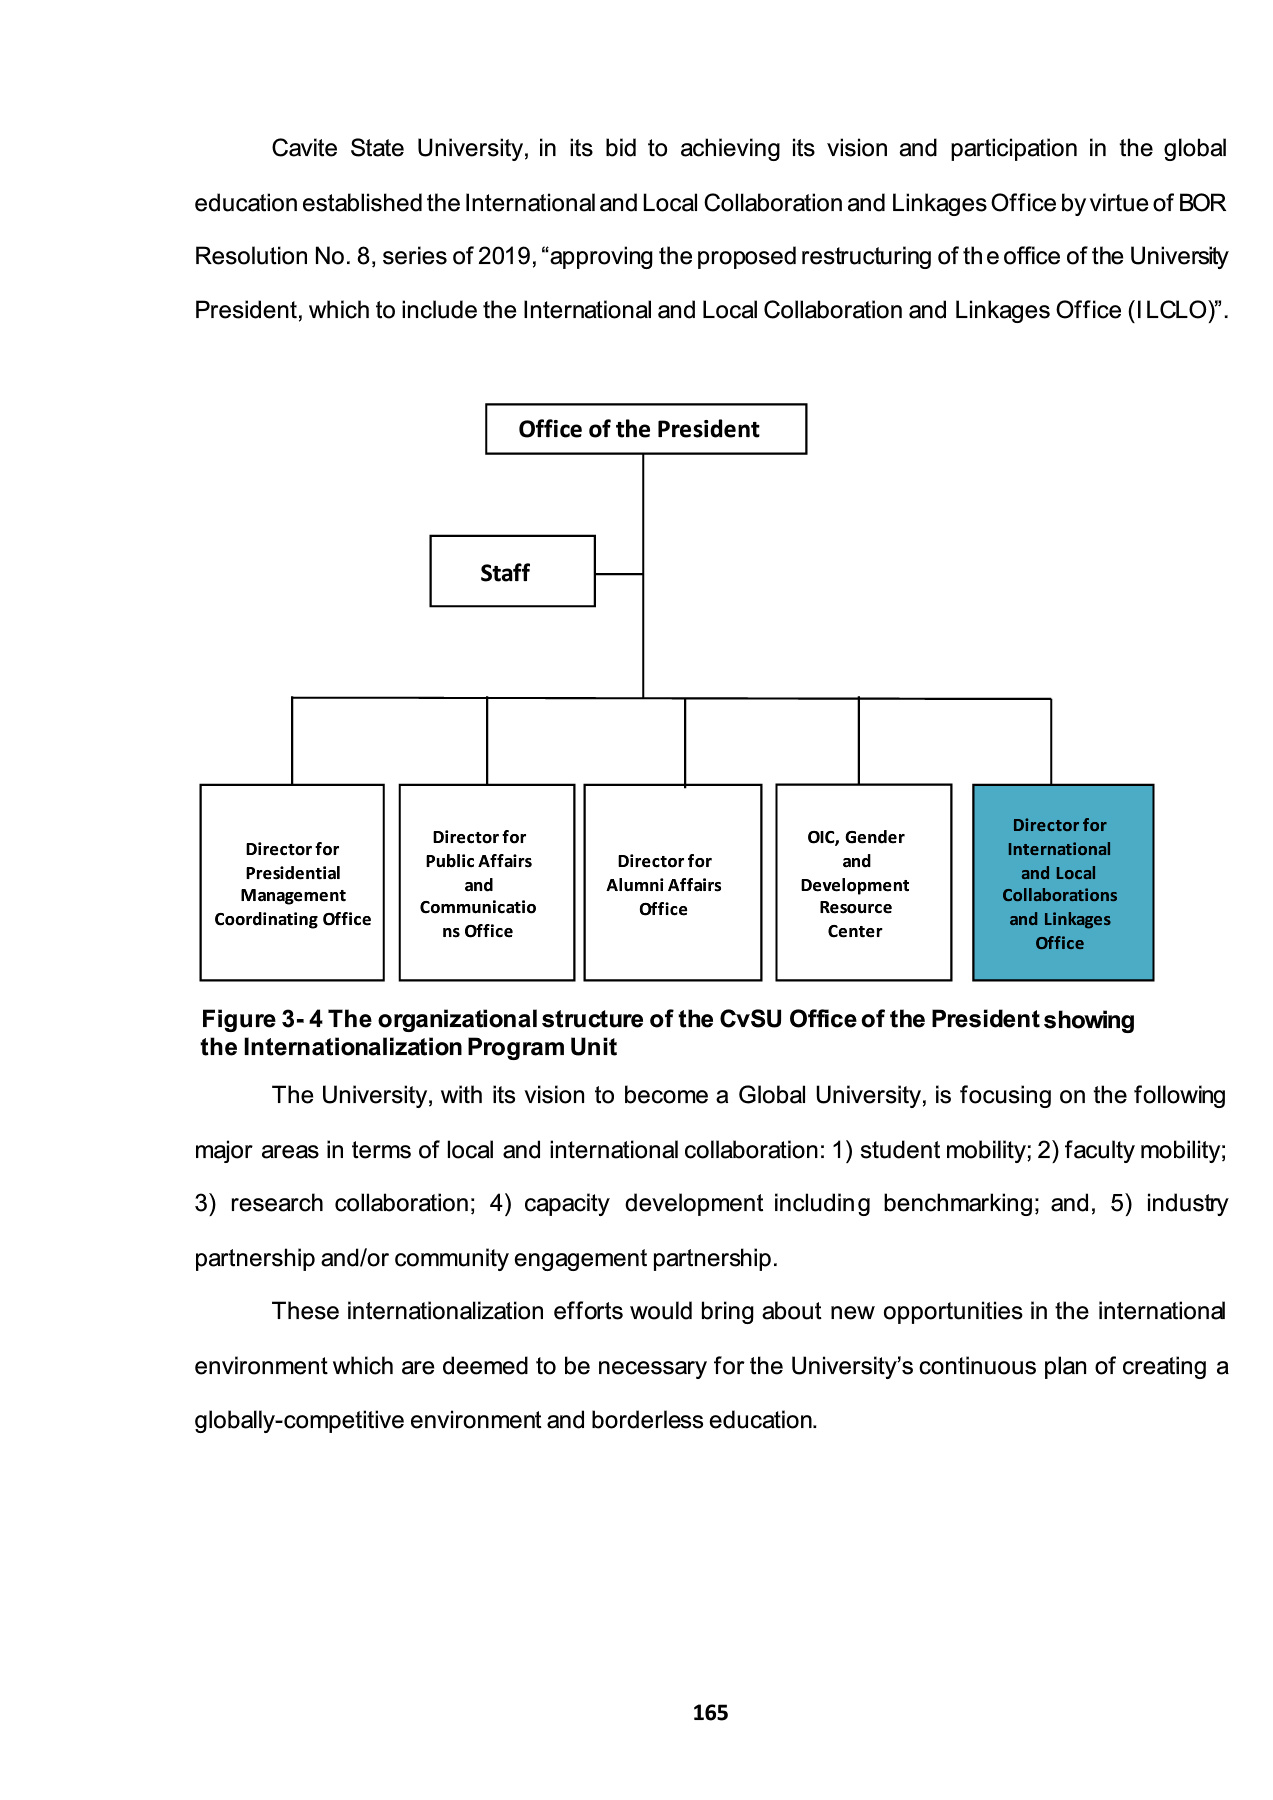 Cavite State University, in its bid to achieving its vision and participation in the global
education established the International and Local Collaboration and Linkages Office by virtue of BOR
Resolution No. 8, series of 2019, “approving the proposed restructuring of the office of the University
President, which to include the International and Local Collaboration and Linkages Office (ILCLO)”.
Office of the President
Staff
Director for
Presidential
Management
Coordinating Office
Director for
Public Affairs
and
Communicatio
ns Office
Director for
Alumni Affairs
Office
OIC, Gender
and
Development
Resource
Center
Director for
International
and Local
Collaborations
and Linkages
Office
Figure 3- 4 The organizational structure of the CvSU Office of the President showing
the Internationalization Program Unit
The University, with its vision to become a Global University, is focusing on the following
major areas in terms of local and international collaboration: 1) student mobility; 2) faculty mobility;
3) research collaboration; 4) capacity development including benchmarking; and, 5) industry
partnership and/or community engagement partnership.
These internationalization efforts would bring about new opportunities in the international
environment which are deemed to be necessary for the University’s continuous plan of creating a
globally-competitive environment and borderless education.
165